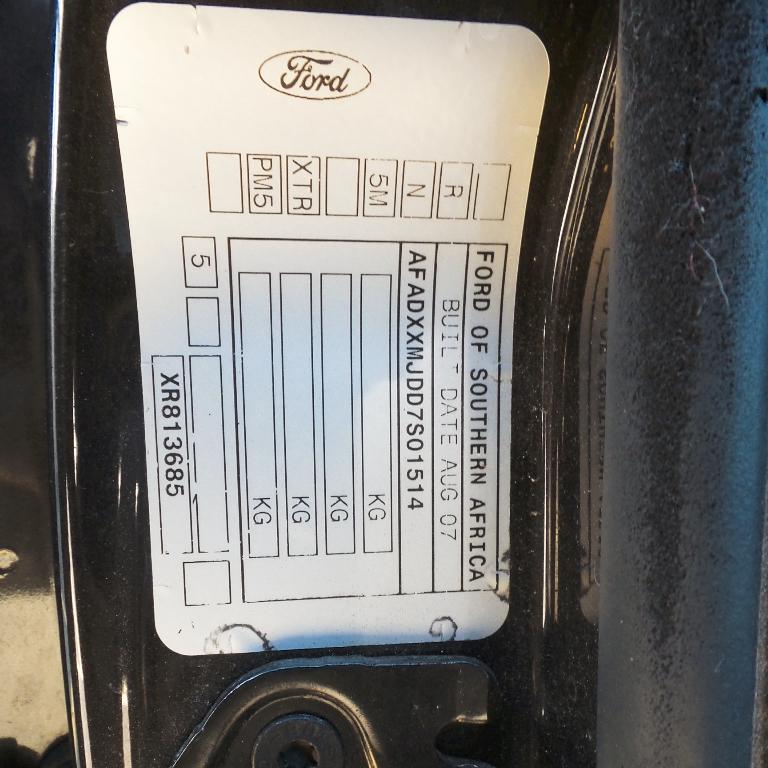 Ford
FORD OF SOUTHERN AFRICA
BUILT DATE AUG 07
AFADXXMJDD7S01514
KG
KG
KG
KG
R
N
5M
XTR
PM5
5
XR813685